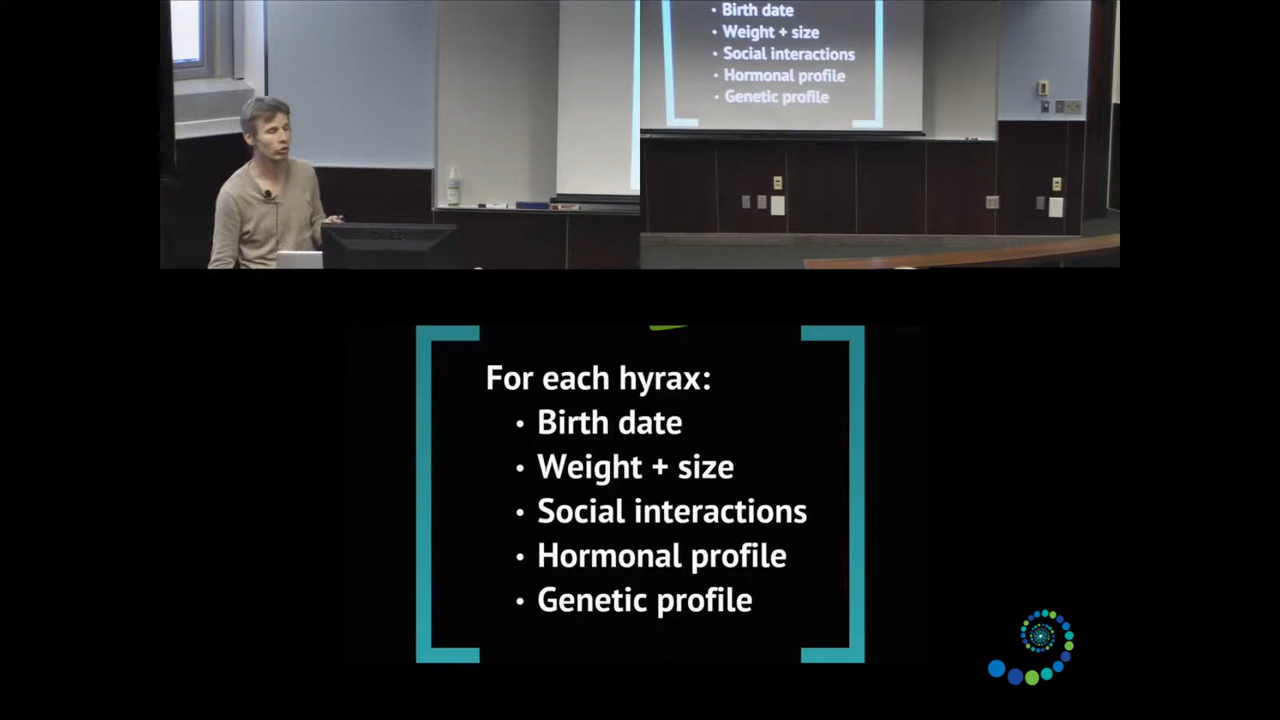 • Birth date
• Weight + size
• Social interactions
• Hormonal profile
• Genetic profile
For each hyrax:
• Birth date
• Weight + size
• Social interactions
• Hormonal profile
• Genetic profile